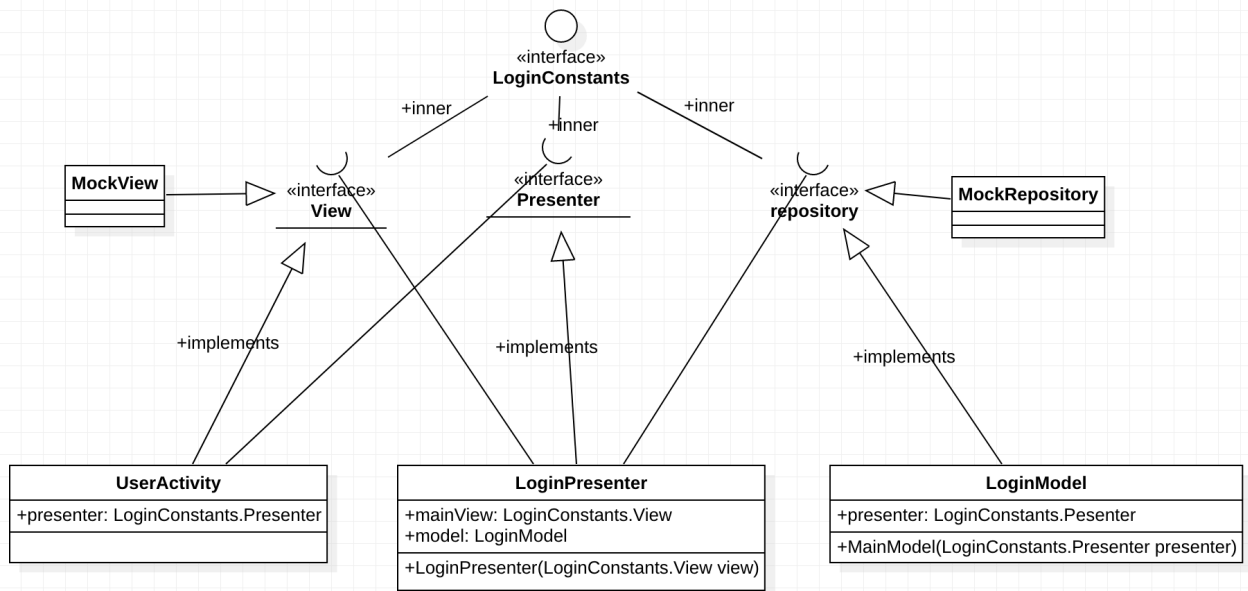 «interface»
LoginConstants
+inner
+inner
+inner
MockView
«interface»
View
«interface»
Presenter
«interface»
repository
MockRepository
+implements
+implements
+implements
UserActivity
+presenter: LoginConstants.Presenter
LoginPresenter
+mainView: LoginConstants.View
+model: LoginModel
+LoginPresenter(LoginConstants.View view)
LoginModel
+presenter: LoginConstants.Pesenter
+MainModel(LoginConstants.Presenter presenter)